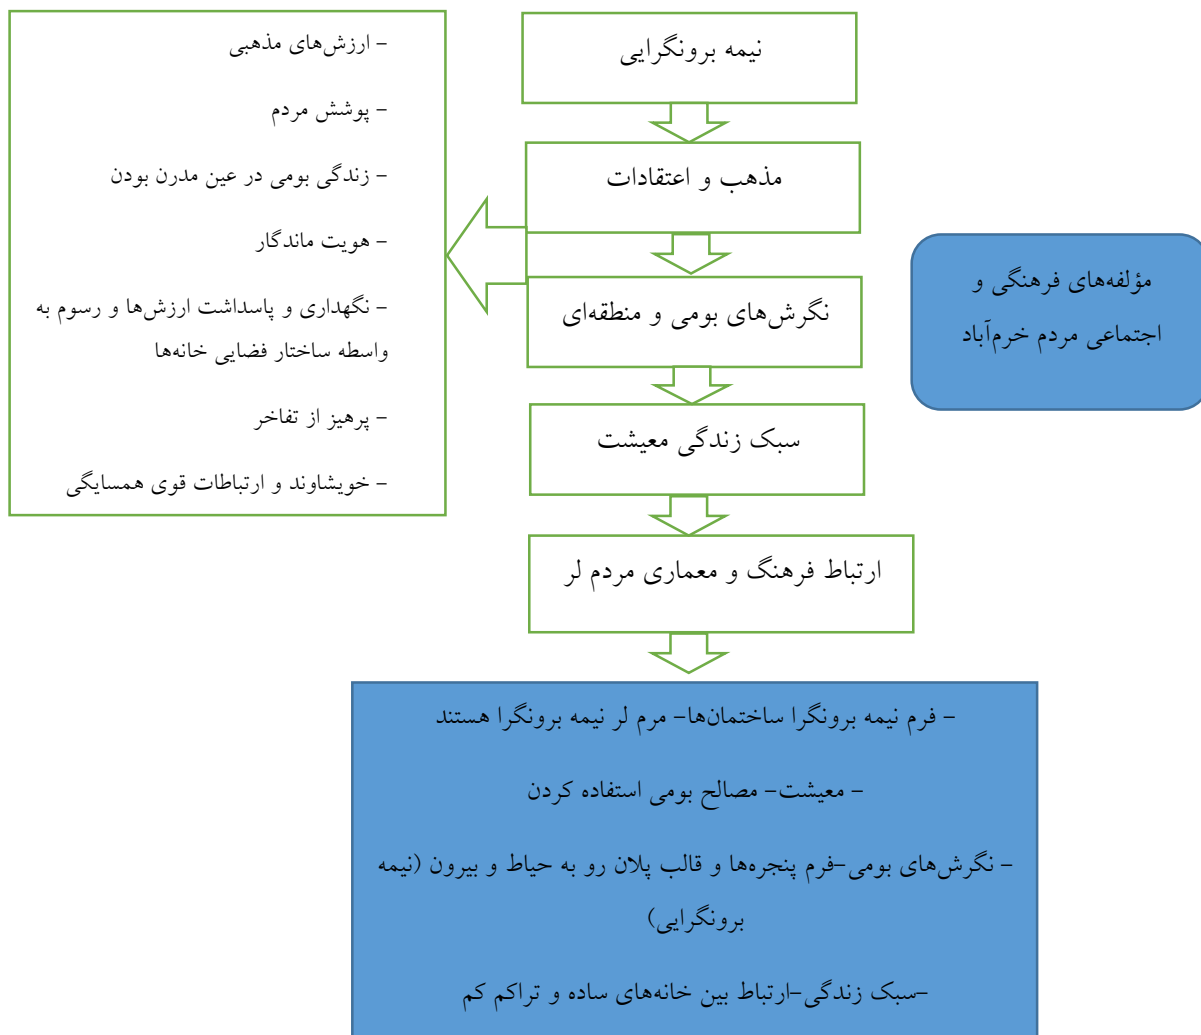 نیمه برونگرایی
مذهب و اعتقادات
نگرش‌های بومی و منطقه‌ای
سبک زندگی معیشت
ارتباط فرهنگ و معماری مردم لر
مؤلفه‌های فرهنگی و
اجتماعی مردم خرم‌آباد
- ارزش‌های مذهبی
- پوشش مردم
- زندگی بومی در عین مدرن بودن
- هویت ماندگار
- نگهداری و پاسداشت ارزش‌ها و رسوم به
واسطه ساختار فضایی خانه‌ها
- پرهیز از تفاخر
- خویشاوند و ارتباطات قوی همسایگی
- فرم نیمه برونگرا ساختمان‌ها- مرم لر نیمه برونگرا هستند
- معیشت- مصالح بومی استفاده کردن
- نگرش‌های بومی-فرم پنجره‌ها و قالب پلان رو به حیاط و بیرون (نیمه
برونگرایی)
-سبک زندگی-ارتباط بین خانه‌های ساده و تراکم کم